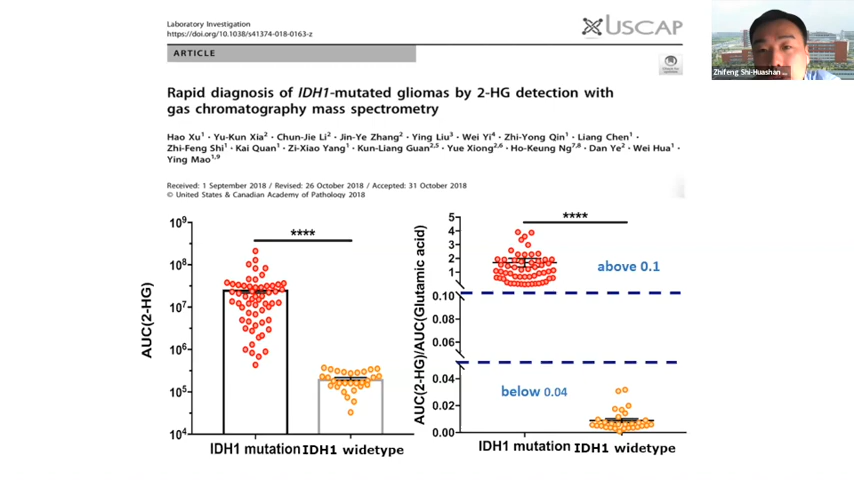 Laboratory Investigation
https://doi.org/10.1038/s41374-018-0163-z
USCAP
ARTICLE
Zhifeng Shi-Huashan ...
Rapid diagnosis of IDH1-mutated gliomas by 2-HG detection with
gas chromatography mass spectrometry
Hao Xu1 · Yu-Kun Xia2 · Chun-Jie Li2 · Jin-Ye Zhang2 · Ying Liu3 · Wei Yi4 · Zhi-Yong Qin1 · Liang Chen1 ·
Zhi-Feng Shi1 · Kai Quan1 · Zi-Xiao Yang1 · Kun-Liang Guan2,5 · Yue Xiong2,6 · Ho-Keung Ng7,8 · Dan Ye2 · Wei Hua1 ·
Ying Mao1,9
Received: 1 September 2018 / Revised: 26 October 2018 / Accepted: 31 October 2018
© United States & Canadian Academy of Pathology 2018
AUC(2-HG)
10^9
10^8
10^7
10^6
10^5
10^4
****
IDH1 mutation
IDH1 widetype
AUC(2-HG)/AUC(Glutamic acid)
5
4
3
2
1
0.10
0.06
0.04
0.02
0.00
****
above 0.1
below 0.04
IDH1 mutation
IDH1 widetype